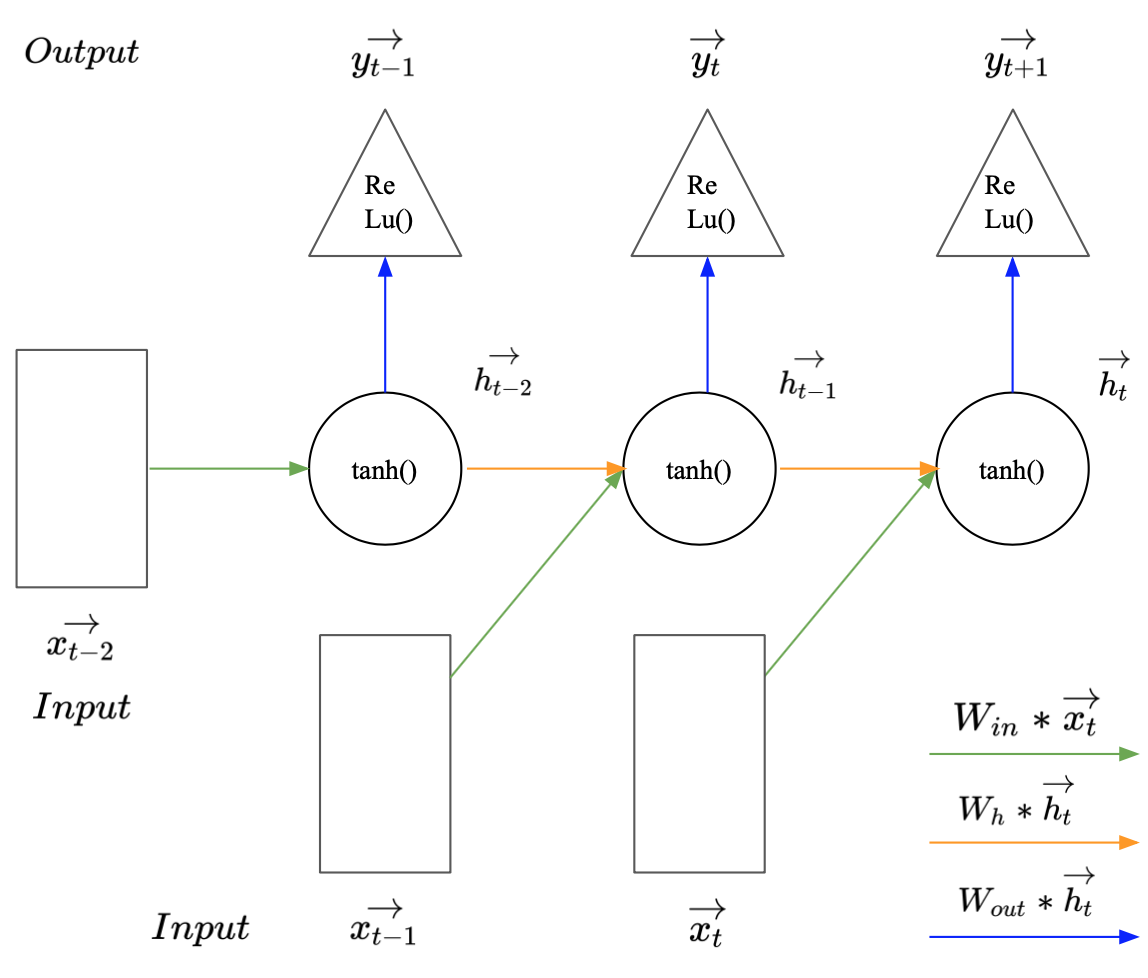 Output
$\overrightarrow{y_{t-1}}$
$\overrightarrow{y_t}$
$\overrightarrow{y_{t+1}}$
Re
Lu()
Re
Lu()
Re
Lu()
$\overrightarrow{h_{t-2}}$
$\overrightarrow{h_{t-1}}$
$\overrightarrow{h_t}$
tanh()
tanh()
tanh()
$\overrightarrow{x_{t-2}}$
Input
$W_{in} * \overrightarrow{x_t}$
$W_h * \overrightarrow{h_t}$
$W_{out} * \overrightarrow{h_t}$
Input
$\overrightarrow{x_{t-1}}$
$\overrightarrow{x_t}$